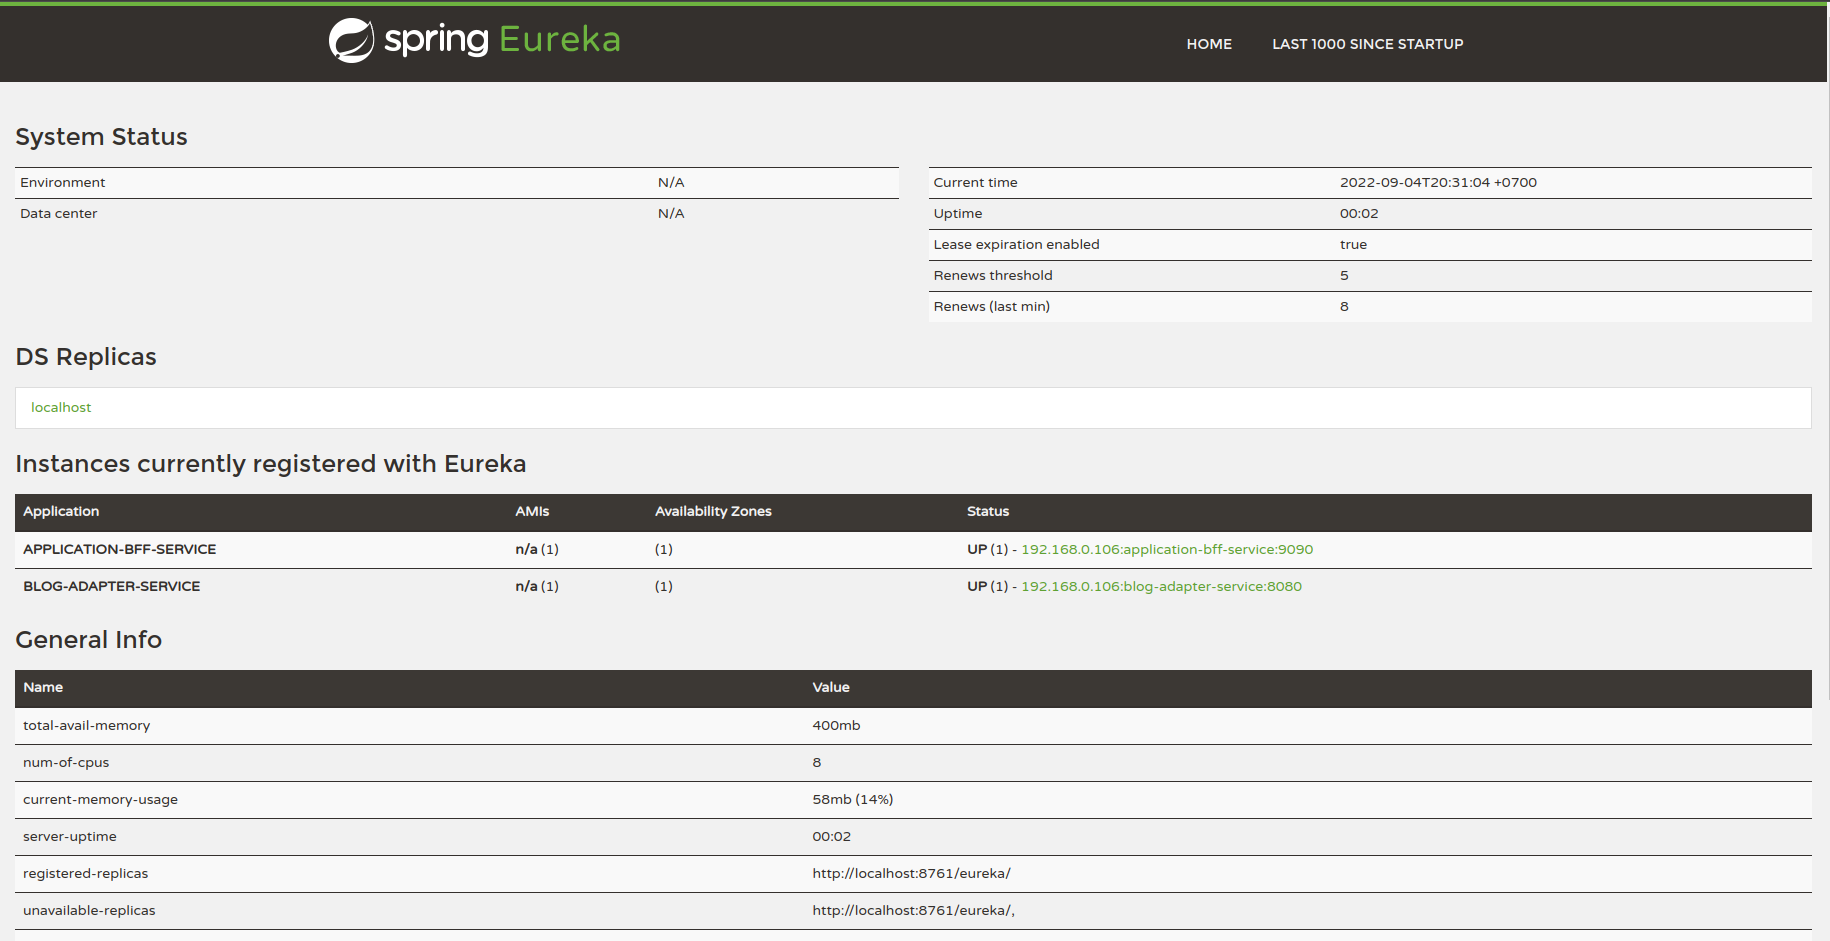 spring Eureka
HOME LAST 1000 SINCE STARTUP
System Status
Environment N/A
Data center N/A
Current time 2022-09-04T20:31:04 +0700
Uptime 00:02
Lease expiration enabled true
Renews threshold 5
Renews (last min) 8
DS Replicas
localhost
Instances currently registered with Eureka
Application AMIs Availability Zones Status
APPLICATION-BFF-SERVICE n/a (1) (1) UP (1) - 192.168.0.106:application-bff-service:9090
BLOG-ADAPTER-SERVICE n/a (1) (1) UP (1) - 192.168.0.106:blog-adapter-service:8080
General Info
Name Value
total-avail-memory 400mb
num-of-cpus 8
current-memory-usage 58mb (14%)
server-uptime 00:02
registered-replicas http://localhost:8761/eureka/
unavailable-replicas http://localhost:8761/eureka/,